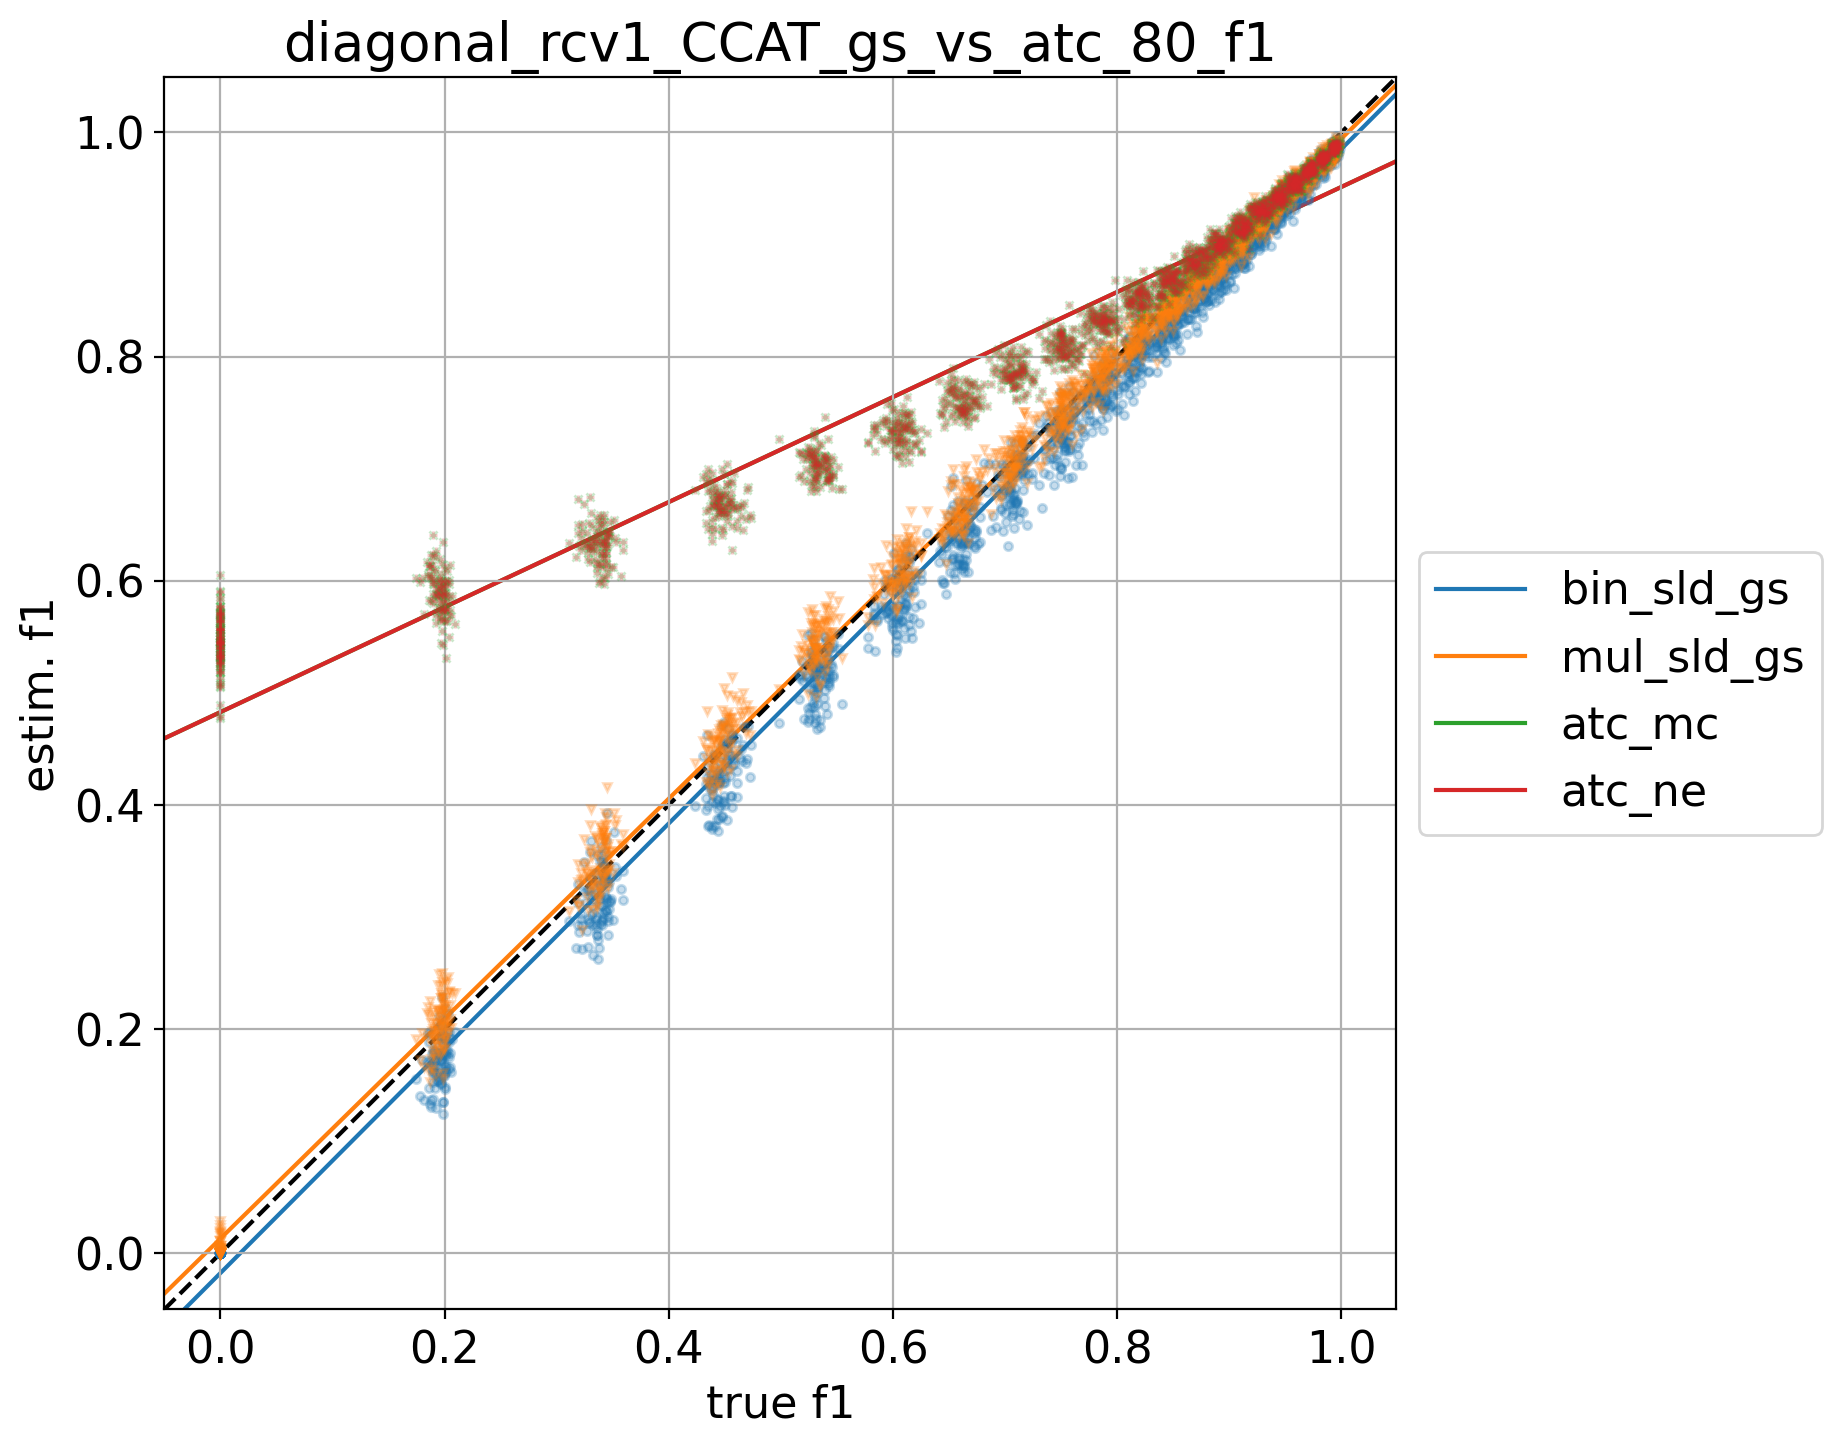 diagonal_rcv1_CCAT_gs_vs_atc_80_f1
1.0
0.8
0.6
0.4
0.2
0.0
estim. f1
0.0 0.2 0.4 0.6 0.8 1.0
true f1
bin_sld_gs
mul_sld_gs
atc_mc
atc_ne